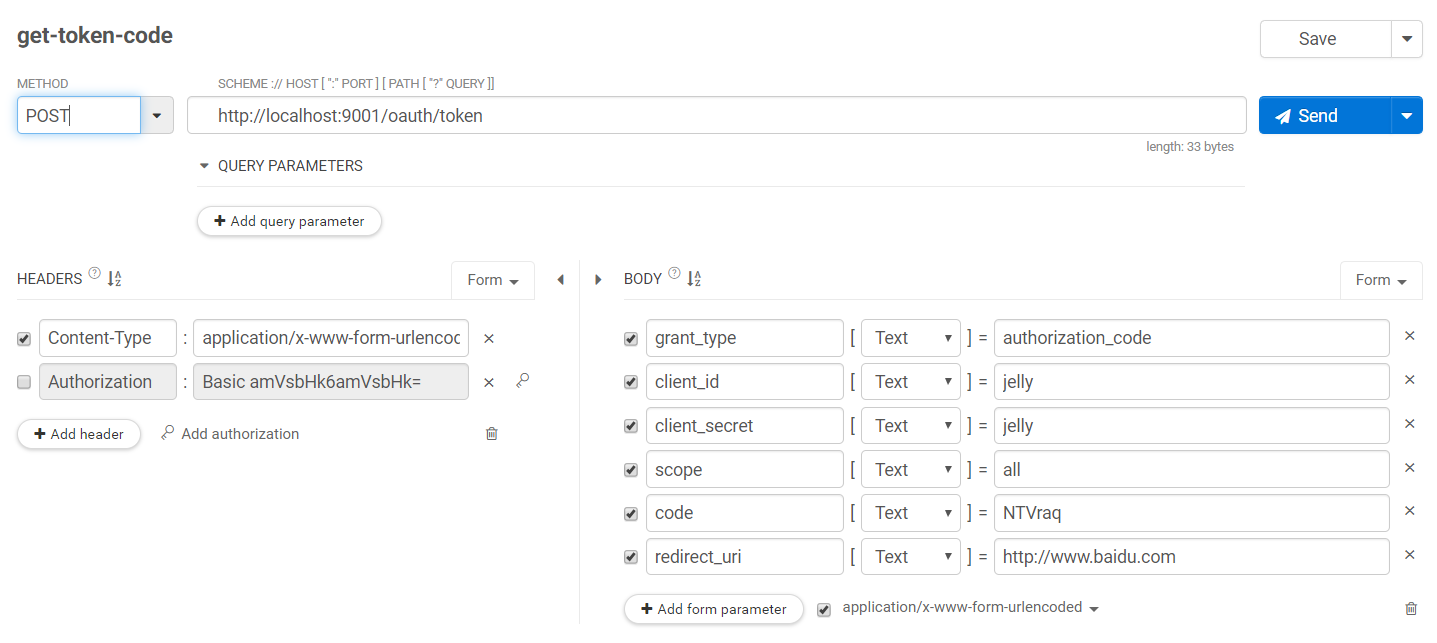 get-token-code
Save
METHOD
SCHEME :// HOST [ ":" PORT ] [ PATH [ "?" QUERY ]]
POST
http://localhost:9001/oauth/token
Send
length: 33 bytes
QUERY PARAMETERS
Add query parameter
HEADERS ?
Form
BODY ?
Form
Content-Type : application/x-www-form-urlencoc
Authorization : Basic amVsbHk6amVsbHk=
Add header
Add authorization
grant_type [ Text ] = authorization_code
client_id [ Text ] = jelly
client_secret [ Text ] = jelly
scope [ Text ] = all
code [ Text ] = NTVraq
redirect_uri [ Text ] = http://www.baidu.com
Add form parameter
application/x-www-form-urlencoded